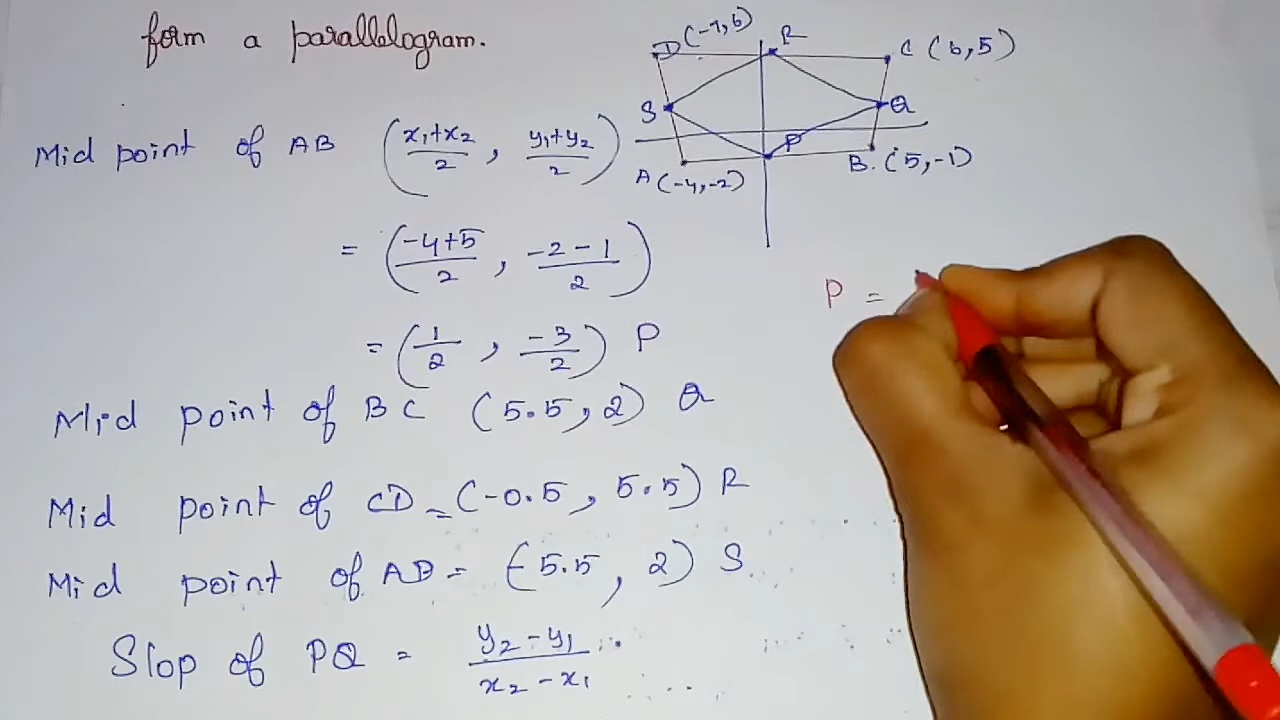 form a parallelogram.
D (-7,6) R C (6,5)
S Q
P
A (-4,-2) B. (5,-1)
Mid point of AB (x₁+x₂/2 , y₁+y₂/2)
= (-4+5/2 , -2-1/2)
= (1/2 , -3/2) P
P =
Mid point of BC (5.5, 2) Q
Mid point of CD = (-0.5, 5.5) R
Mid point of AD = (-5.5, 2) S
Slop of PQ = y₂-y₁/x₂-x₁